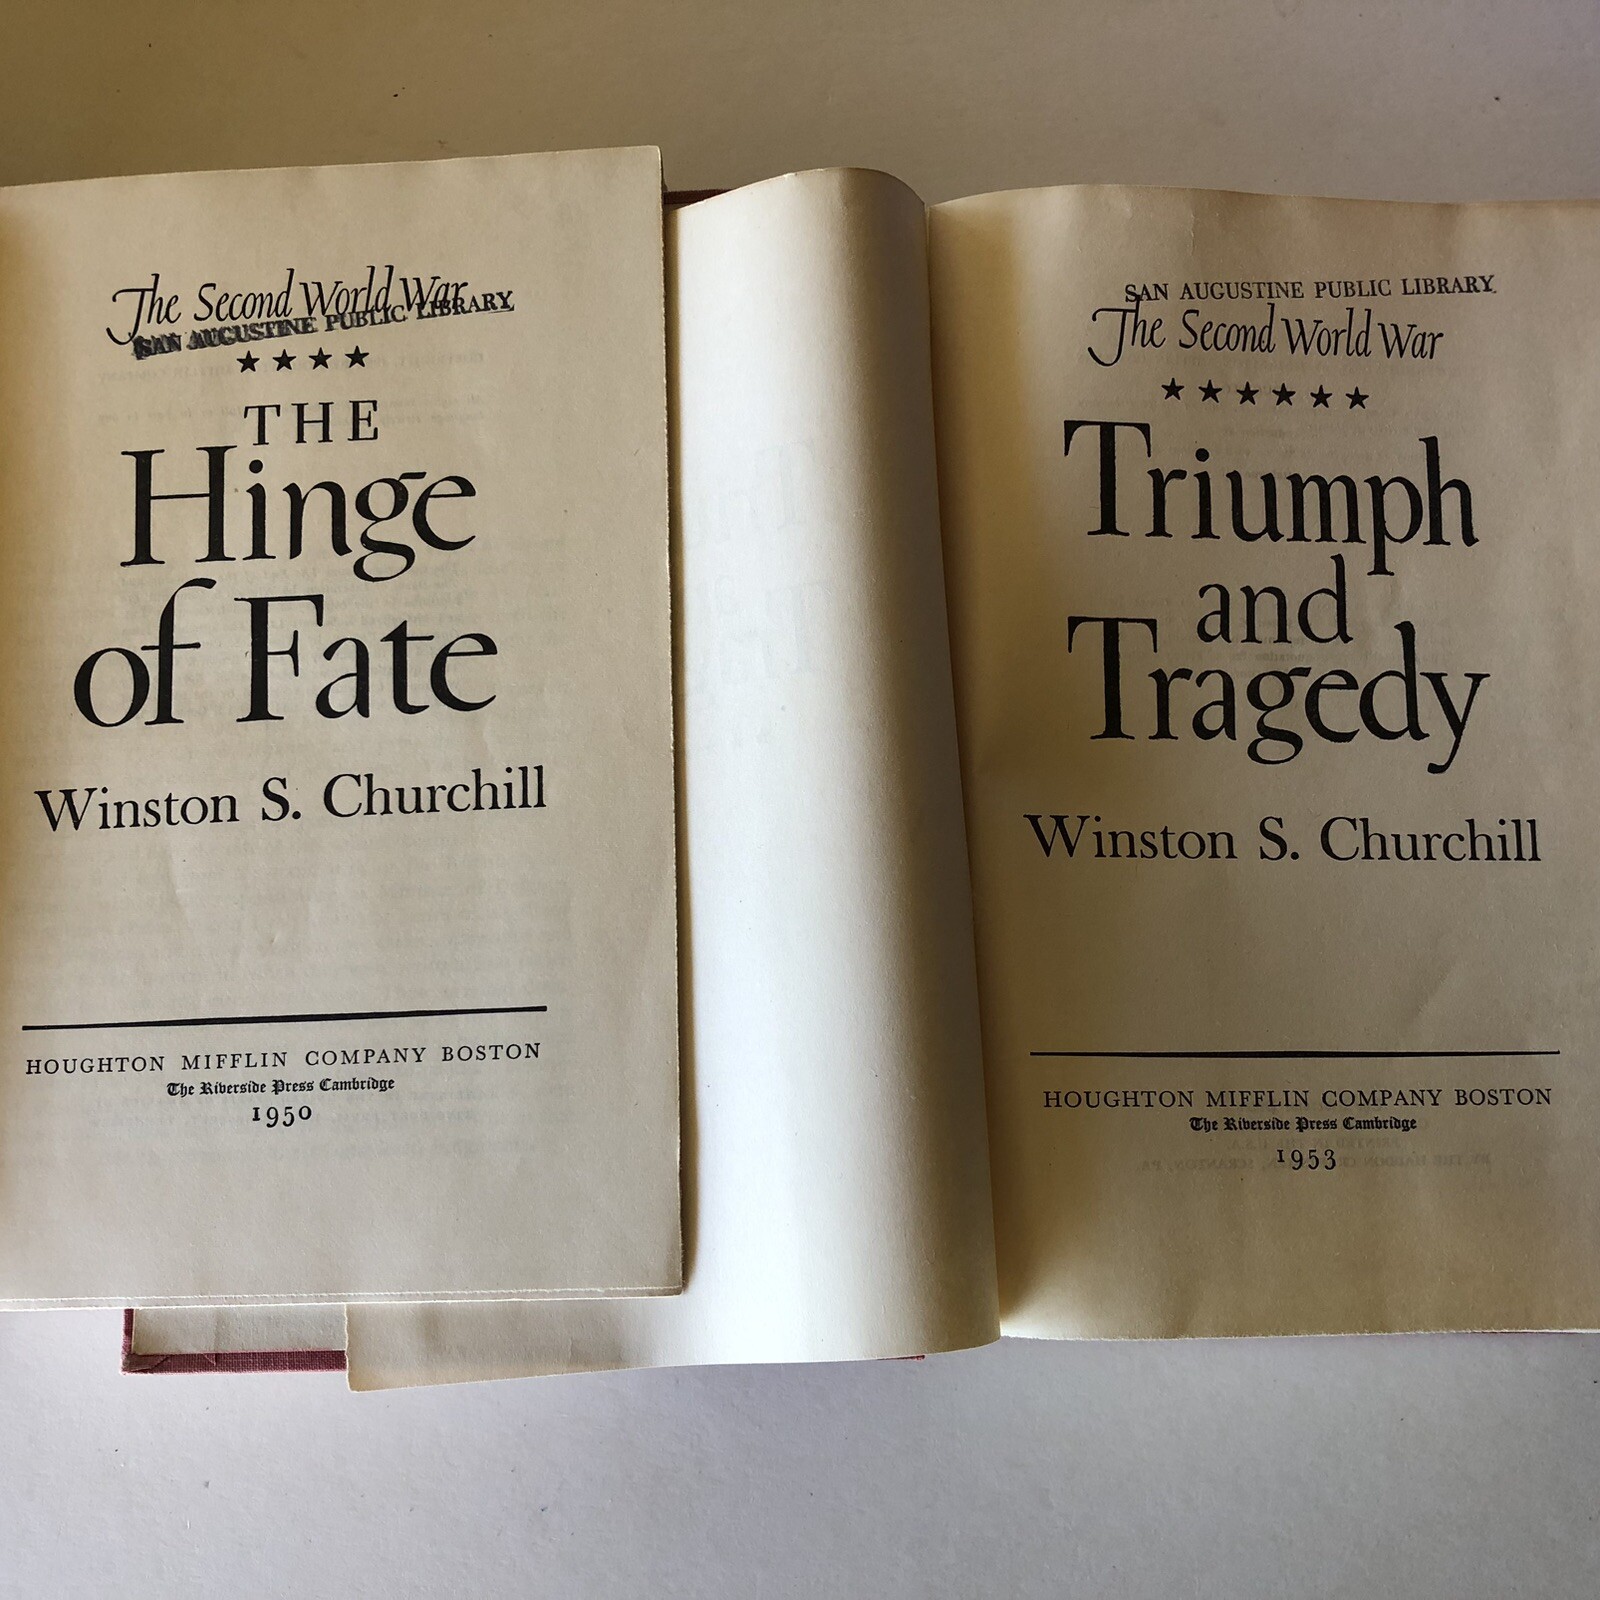 The Second World War
SAN AUGUSTINE PUBLIC LIBRARY
★ ★ ★ ★
THE
Hinge
of Fate
Winston S. Churchill
HOUGHTON MIFFLIN COMPANY BOSTON
The Riverside Press Cambridge
1950
SAN AUGUSTINE PUBLIC LIBRARY
The Second World War
★ ★ ★ ★ ★ ★
Triumph
and
Tragedy
Winston S. Churchill
HOUGHTON MIFFLIN COMPANY BOSTON
The Riverside Press Cambridge
1953